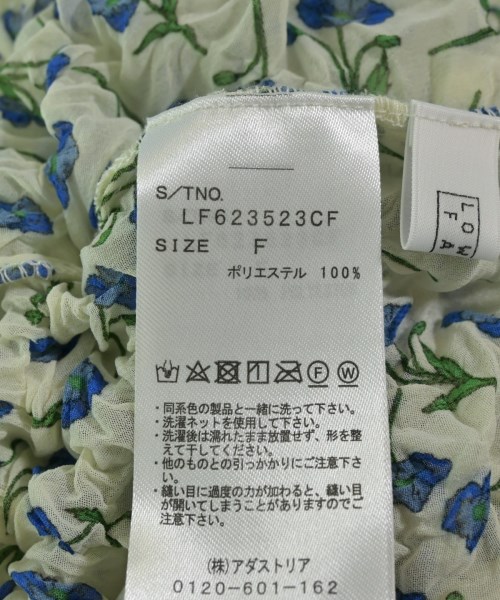 S/TNO.
LF623523CF
SIZE F
ポリエステル 100%
・同系色の製品と一緒に洗って下さい。
・洗濯ネットを使用して下さい。
・洗濯後は濡れたまま放置せず、形を整
えて干してください。
・他のものとの引っかかりにご注意下さ
い。
・縫い目に過度の力が加わると、縫い目
が開いてしまうことがありますのでご
注意下さい。
(株)アダストリア
0120-601-162
LOW
F A